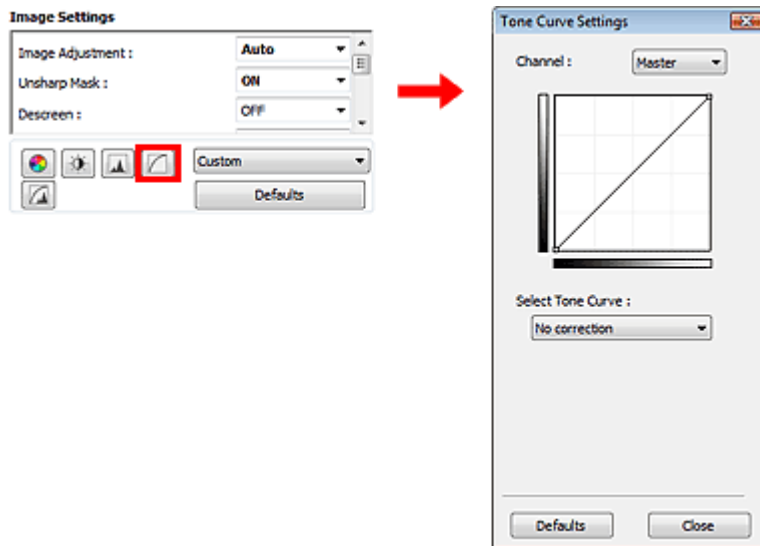 Image Settings
Image Adjustment : Auto
Unsharp Mask : ON
Descreen : OFF
Custom
Defaults
Tone Curve Settings
Channel : Master
Select Tone Curve :
No correction
Defaults Close